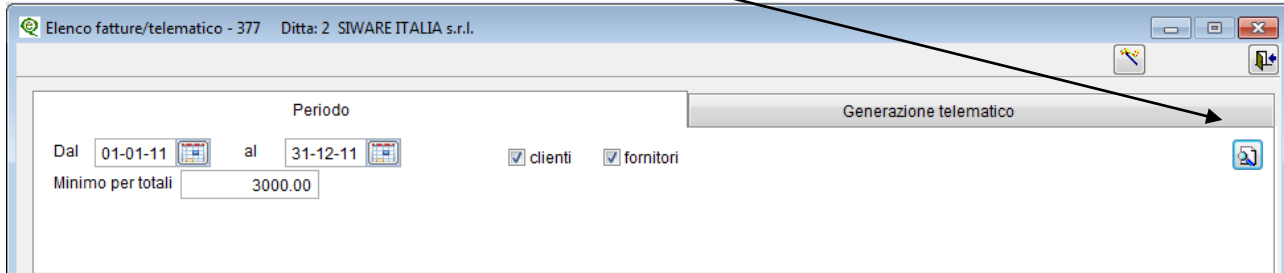 Elenco fatture/telematico - 377 Ditta: 2 SIWARE ITALIA s.r.l.
Periodo Generazione telematico
Dal 01-01-11 al 31-12-11 clienti fornitori
Minimo per totali 3000.00